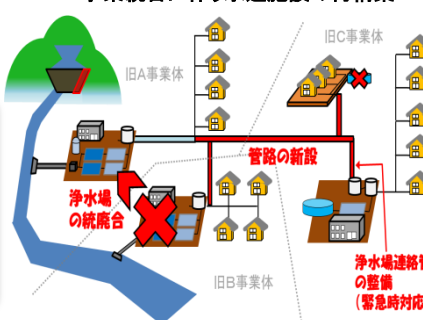 旧A事業体
旧C事業体
管路の新設
浄水場
の統廃合
旧B事業体
浄水場連絡管
の整備
(緊急時対応